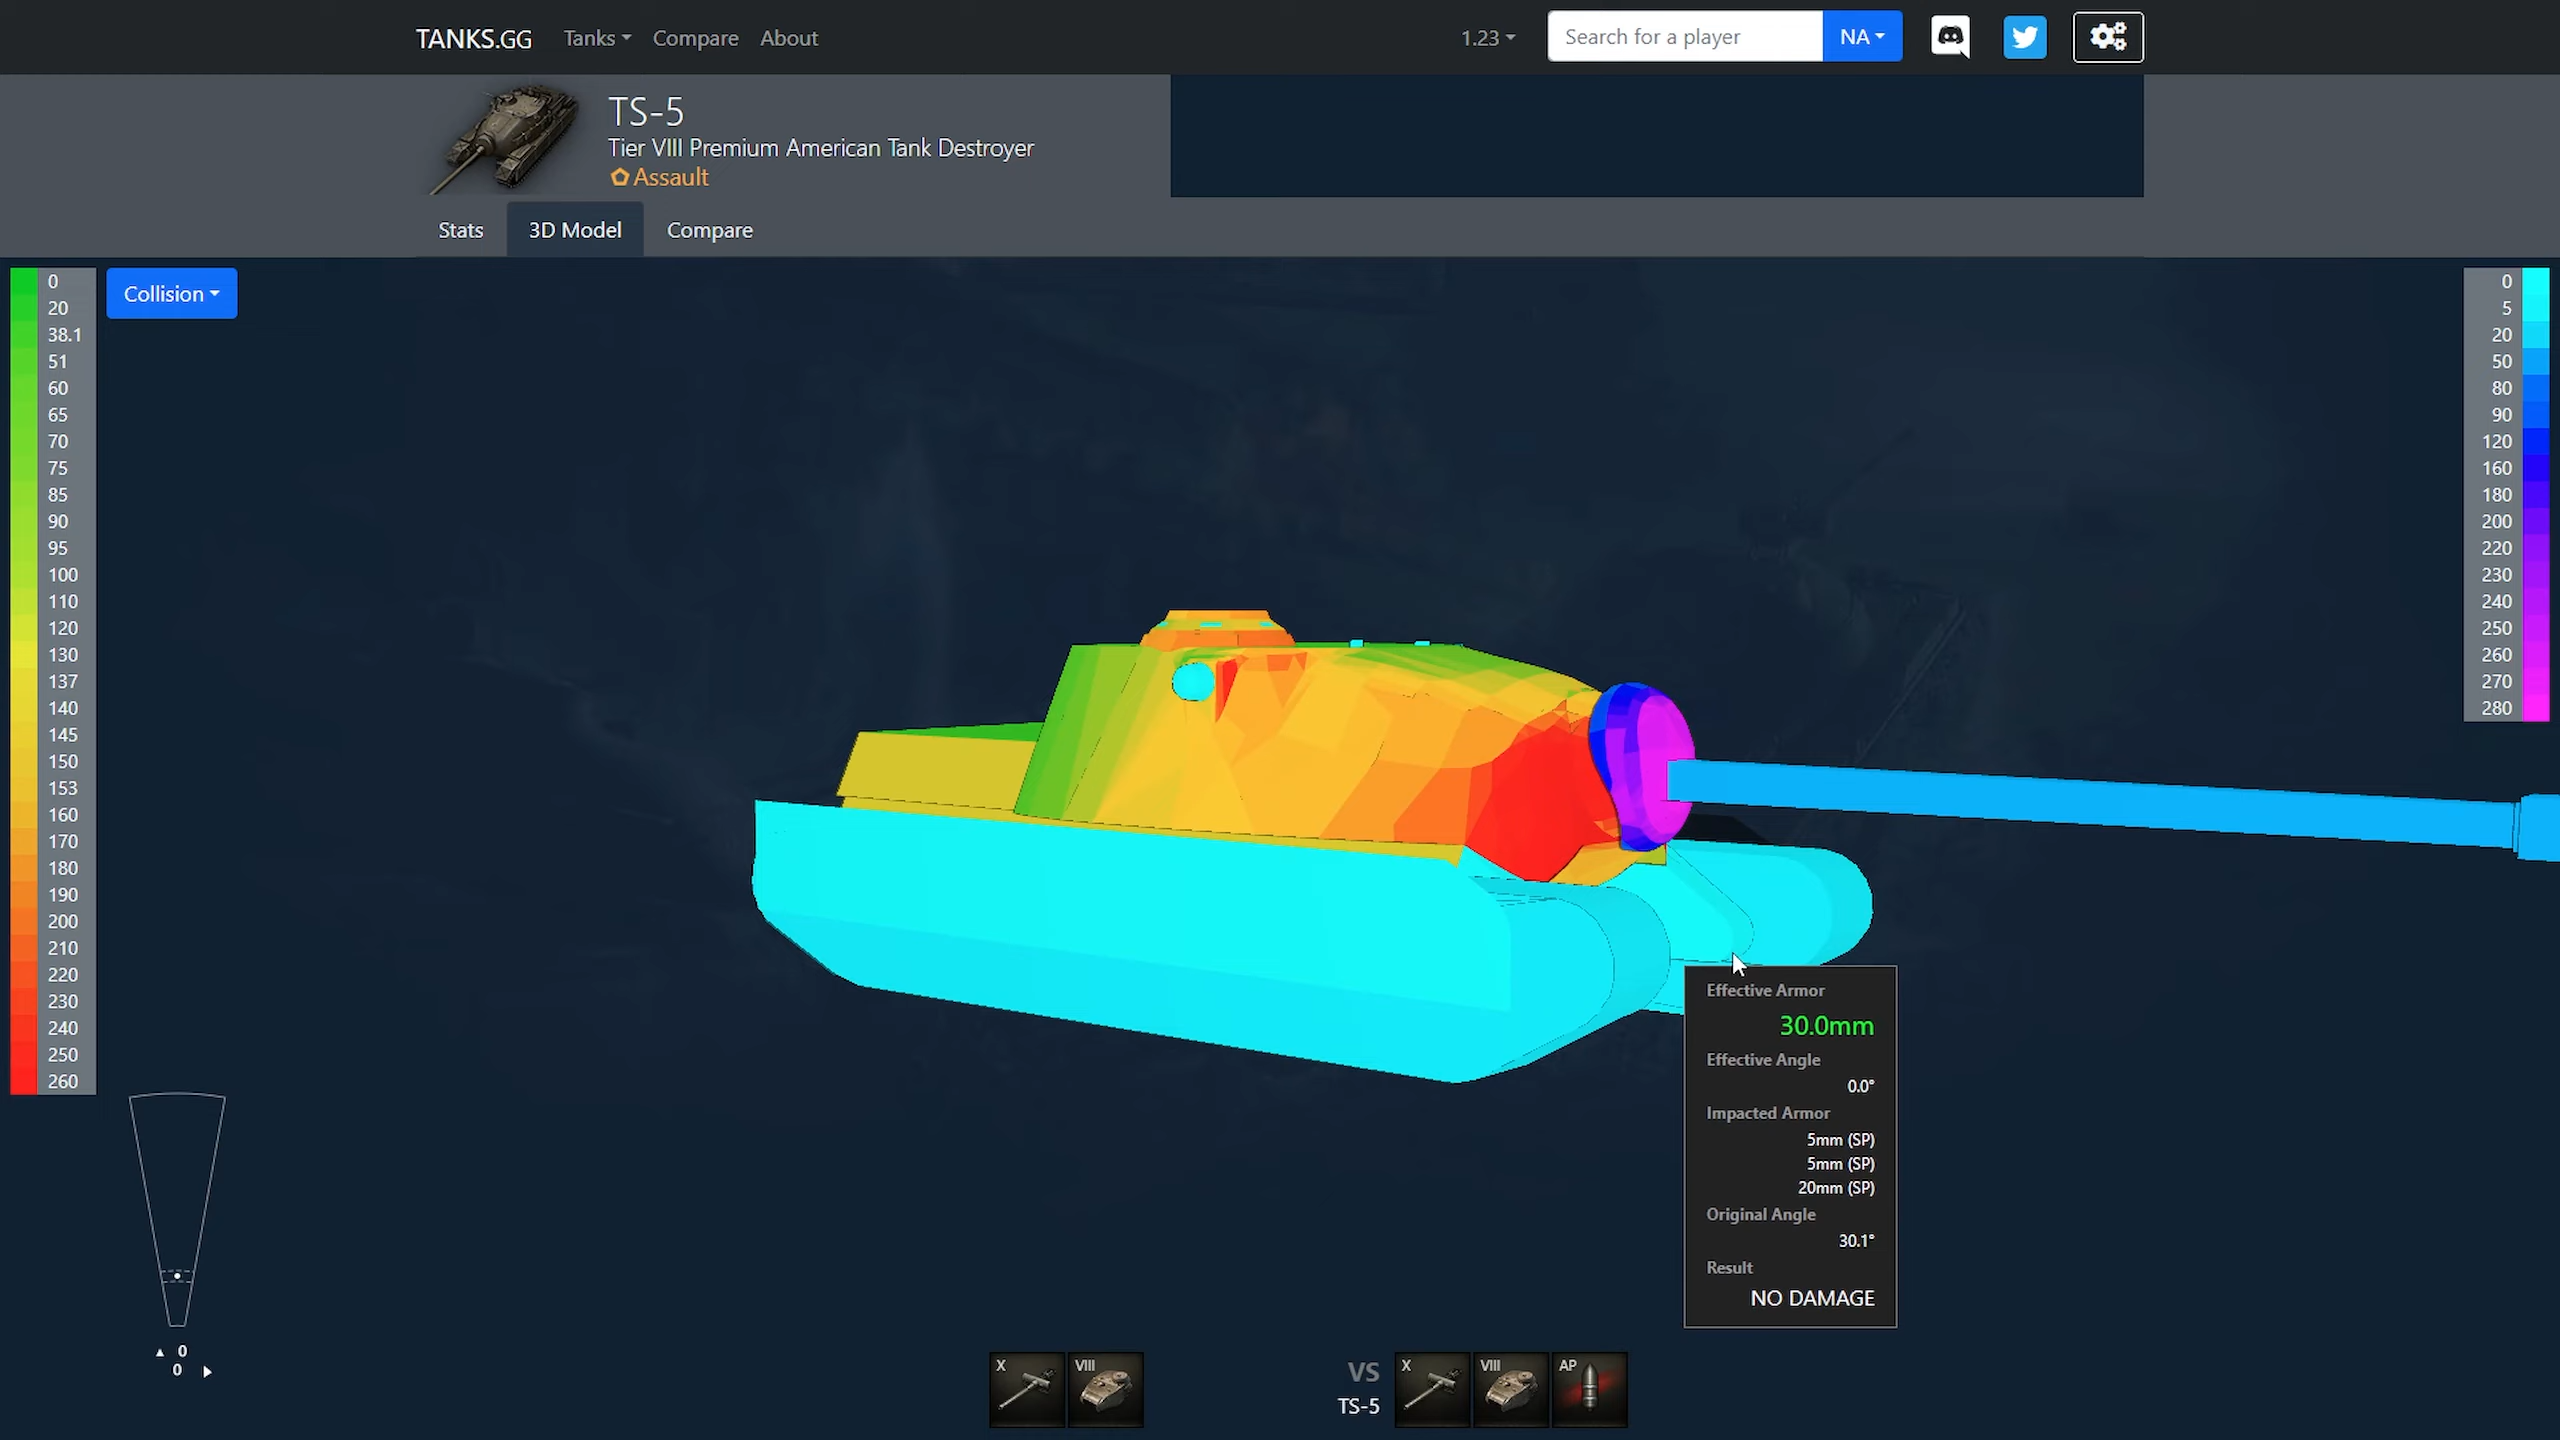 TANKS.GG Tanks Compare About 1.23 Search for a player NA
TS-5
Tier VIII Premium American Tank Destroyer
Assault
Stats 3D Model Compare
Collision
0
20
38.1
51
60
65
70
75
85
90
95
100
110
120
130
137
140
145
150
153
160
170
180
190
200
210
220
230
240
250
260
0
5
20
50
80
90
120
160
180
200
220
230
240
250
260
270
280
Effective Armor
30.0mm
Effective Angle
0.0°
Impacted Armor
5mm (SP)
5mm (SP)
20mm (SP)
Original Angle
30.1°
Result
NO DAMAGE
0
0
X VIII
VS
TS-5
X VIII AP